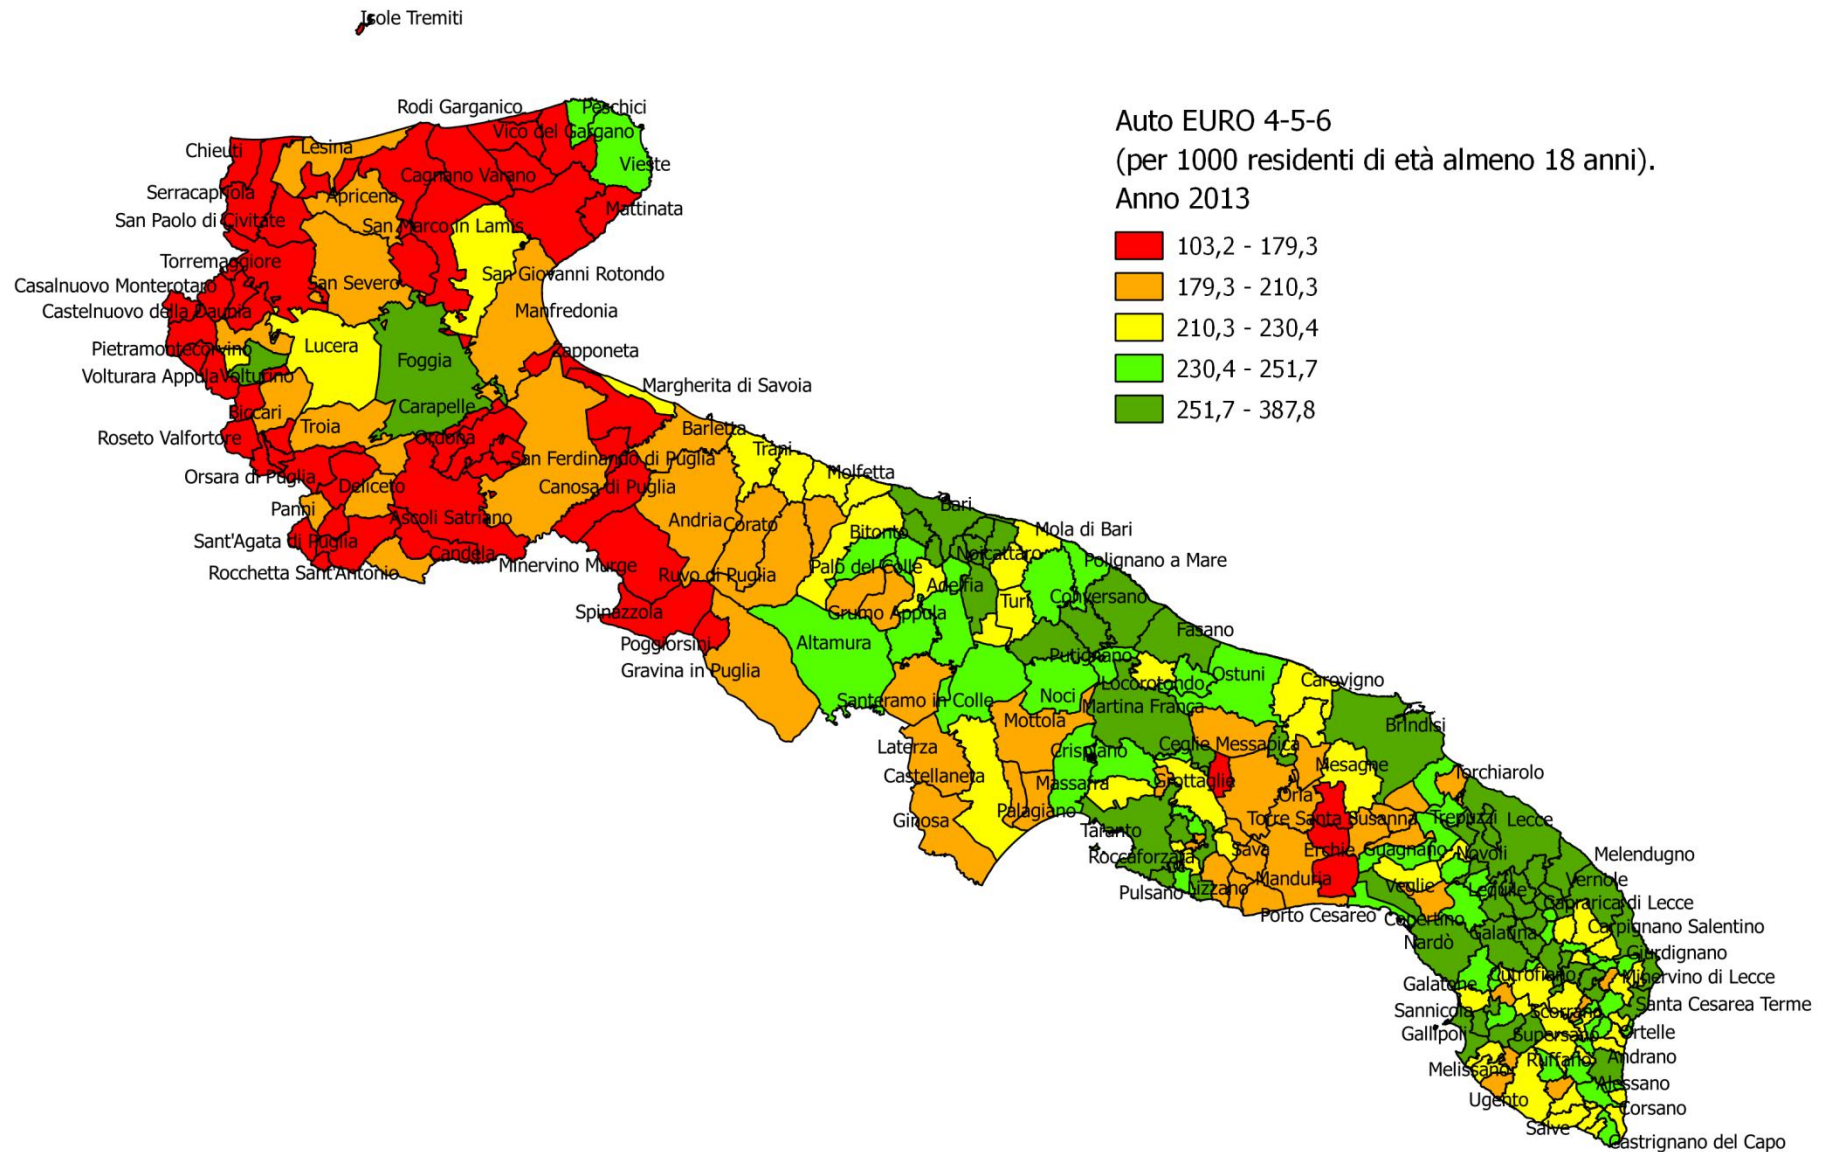 Isole Tremiti
Rodi Garganico
Peschici
Vico del Gargano
Chieuti
Lesina
Vieste
Cagnano Varano
Serracapriola
Apricena
Mattinata
San Paolo di Civitate
San Marco in Lamis
Torremaggiore
San Giovanni Rotondo
Casalnuovo Monterotaro
San Severo
Castelnuovo della Daunia
Manfredonia
Pietramontecorvino
Lucera
Foggia
Zapponeta
Volturara Appula
Volturino
Margherita di Savoia
Biccari
Carapelle
Troia
Barletta
Roseto Valfortore
Ordona
Trani
San Ferdinando di Puglia
Molfetta
Orsara di Puglia
Deliceto
Canosa di Puglia
Panni
Ascoli Satriano
Andria
Corato
Bari
Bitonto
Mola di Bari
Sant'Agata di Puglia
Candela
Noicattaro
Rocchetta Sant'Antonio
Minervino Murge
Ruvo di Puglia
Palo del Colle
Polignano a Mare
Adelfia
Conversano
Spinazzola
Grumo Appula
Turi
Fasano
Poggiorsini
Altamura
Putignano
Gravina in Puglia
Ostuni
Locorotondo
Carovigno
Santeramo in Colle
Noci
Martina Franca
Mottola
Brindisi
Laterza
Crispiano
Ceglie Messapica
Castellaneta
Massafra
Grottaglie
Mesagne
Torchiarolo
Oria
Ginosa
Palagiano
Torre Santa Susanna
Trepuzzi
Lecce
Taranto
Roccaforzata
Sava
Erchie
Guagnano
Novoli
Melendugno
Pulsano
Lizzano
Manduria
Veglie
Lequile
Vernole
Porto Cesareo
Copertino
Caprarica di Lecce
Nardò
Galatina
Carpignano Salentino
Giurdignano
Galatone
Cutrofiano
Minervino di Lecce
Sannicola
Scorrano
Santa Cesarea Terme
Gallipoli
Supersano
Ortelle
Melissano
Ruffano
Andrano
Alessano
Ugento
Corsano
Salve
Castrignano del Capo
Auto EURO 4-5-6
(per 1000 residenti di età almeno 18 anni).
Anno 2013
103,2 - 179,3
179,3 - 210,3
210,3 - 230,4
230,4 - 251,7
251,7 - 387,8